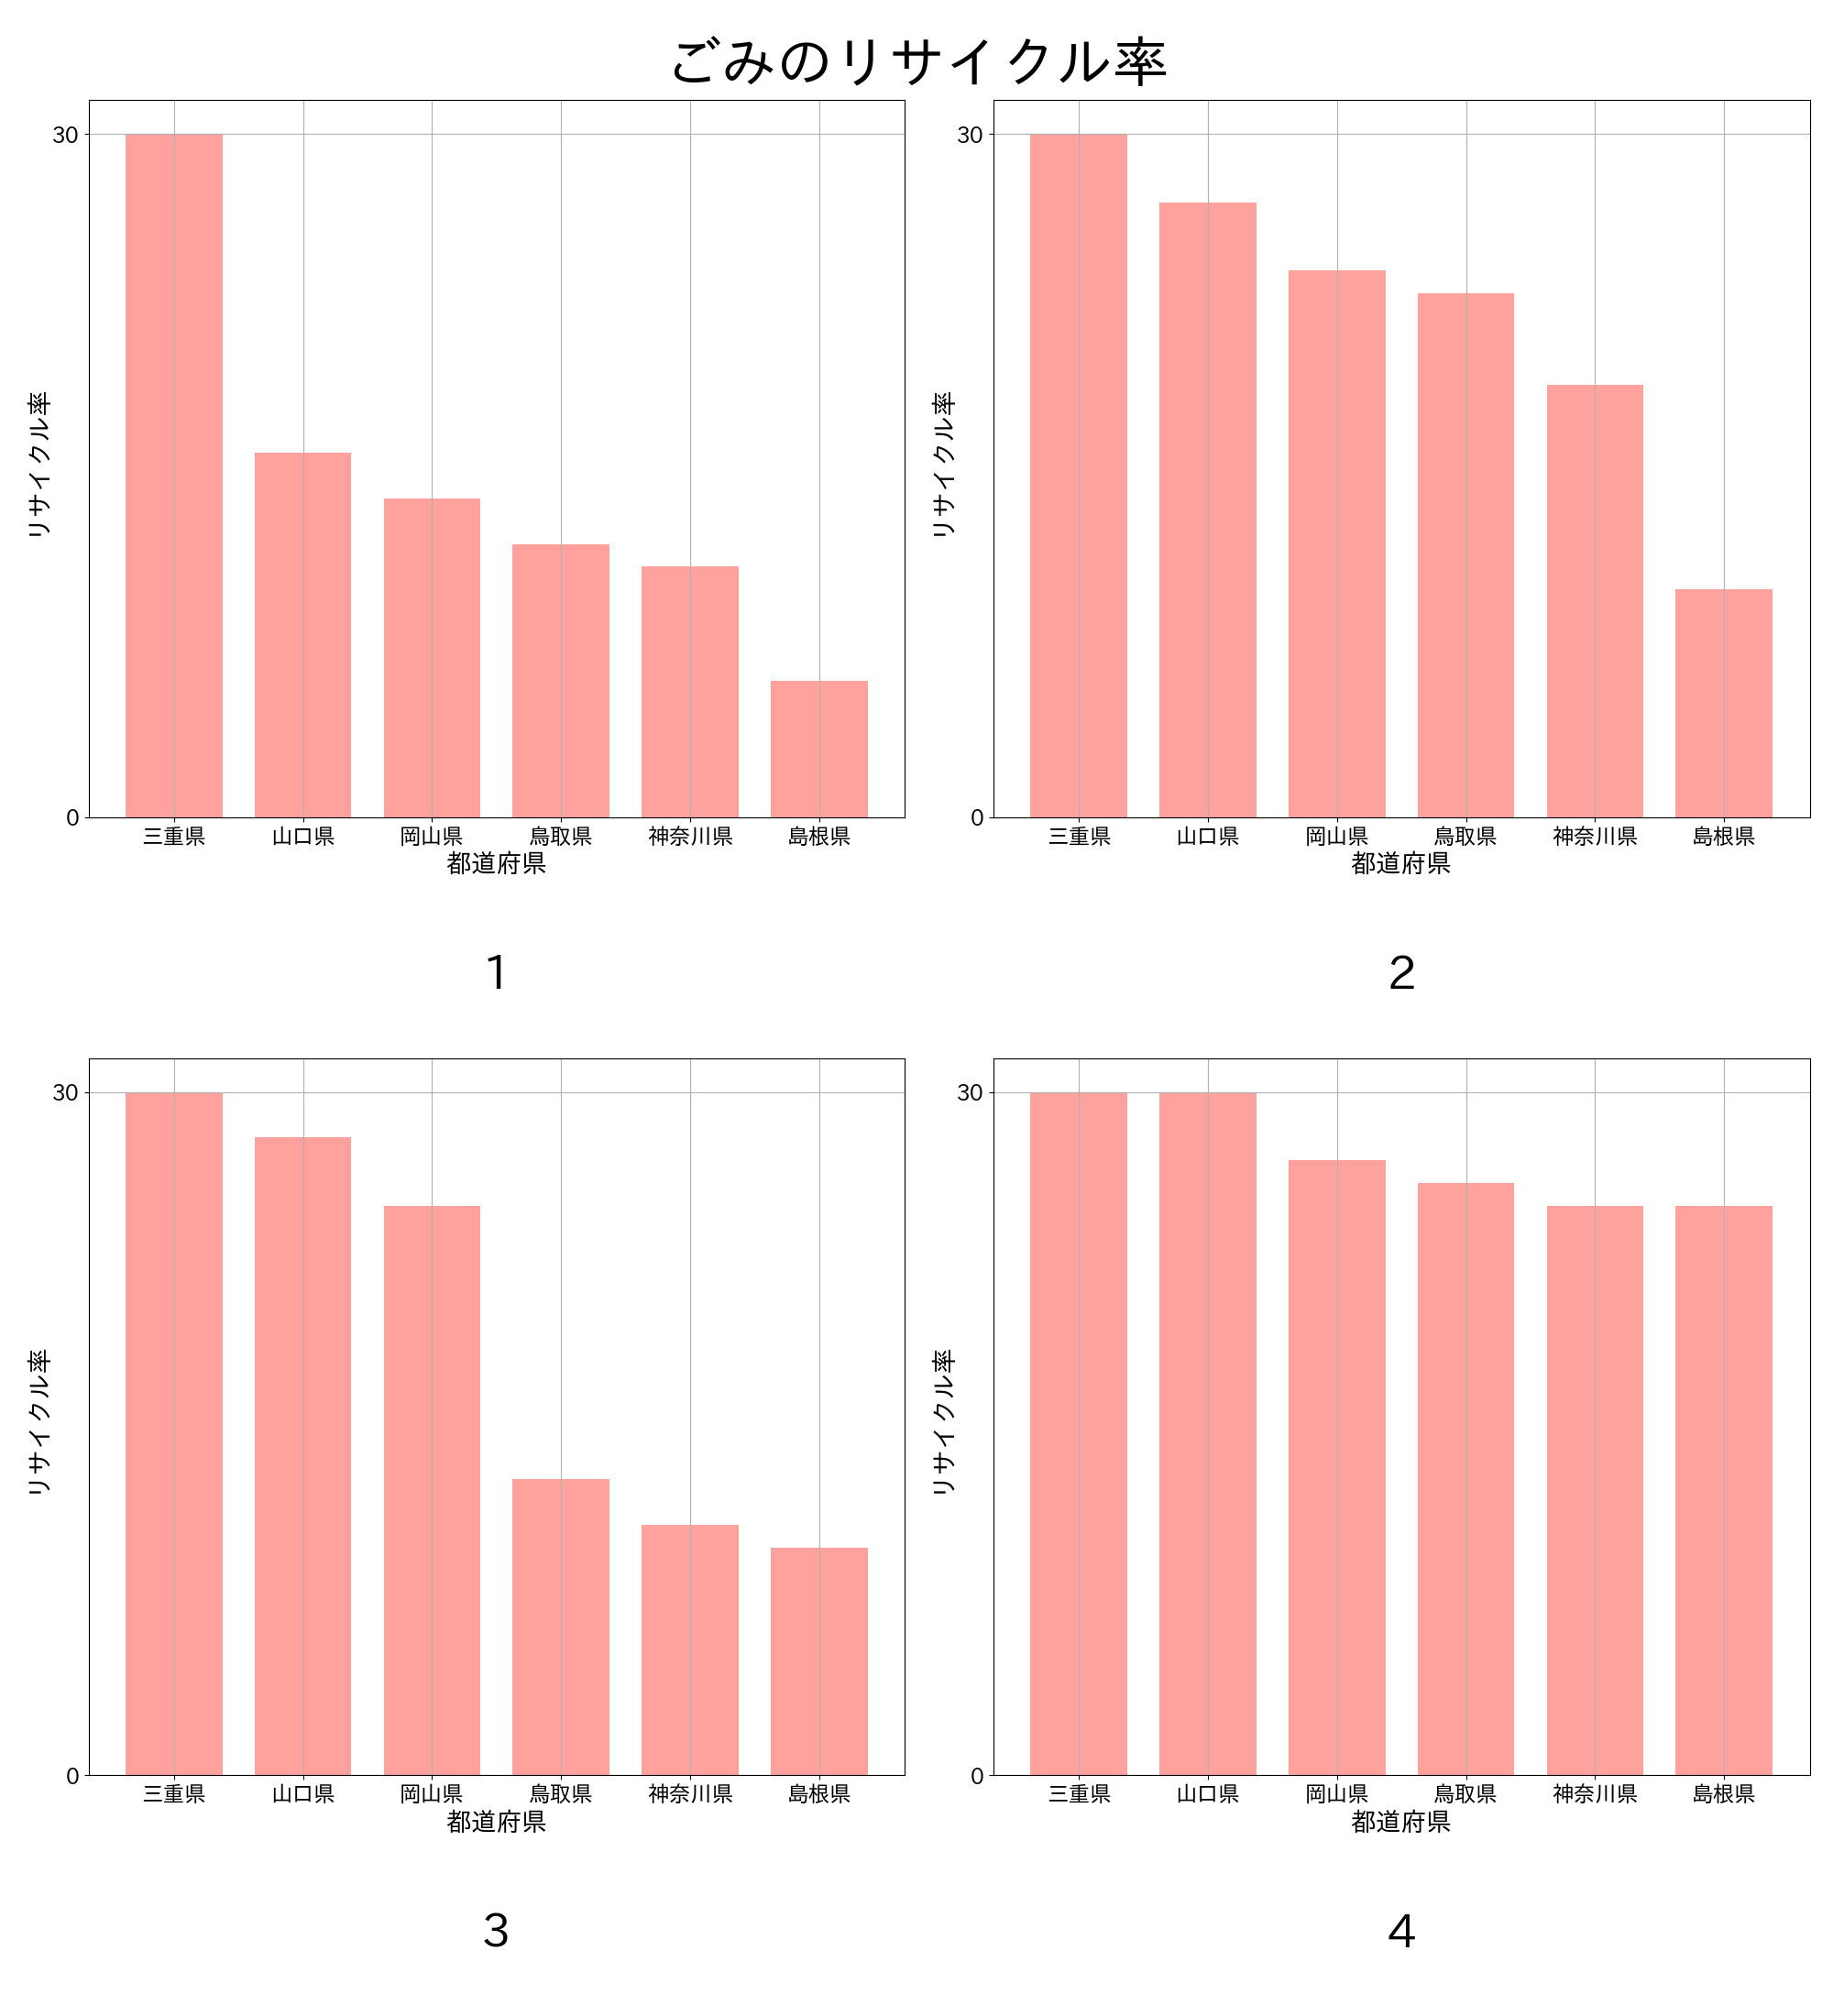 ごみのリサイクル率
30
0
リサイクル率
三重県 山口県 岡山県 鳥取県 神奈川県 島根県
都道府県
1
30
0
リサイクル率
三重県 山口県 岡山県 鳥取県 神奈川県 島根県
都道府県
2
30
0
リサイクル率
三重県 山口県 岡山県 鳥取県 神奈川県 島根県
都道府県
3
30
0
リサイクル率
三重県 山口県 岡山県 鳥取県 神奈川県 島根県
都道府県
4